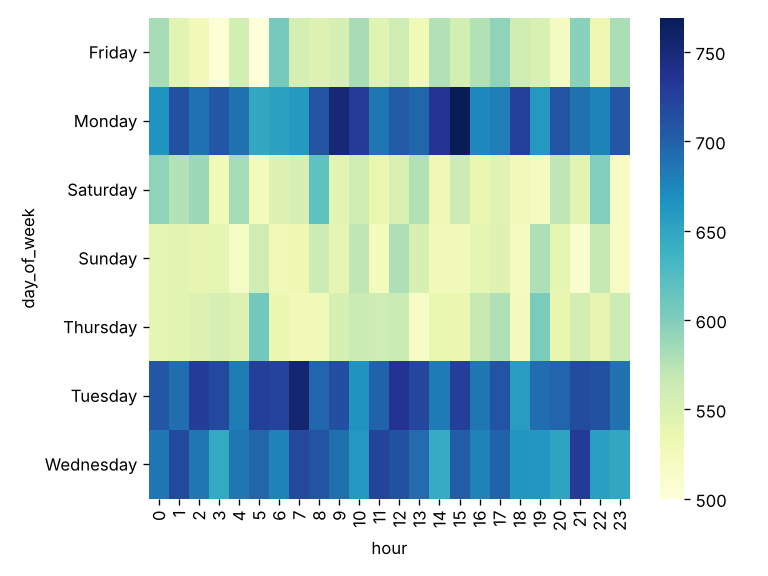 day_of_week
Friday
Monday
Saturday
Sunday
Thursday
Tuesday
Wednesday
0 1 2 3 4 5 6 7 8 9 10 11 12 13 14 15 16 17 18 19 20 21 22 23
hour
750
700
650
600
550
500